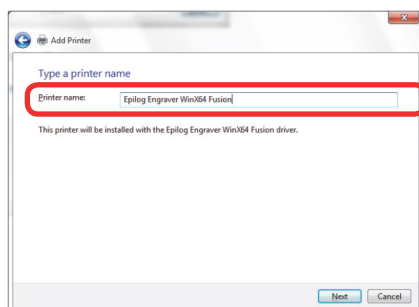 Add Printer
Type a printer name
Printer name: Epilog Engraver WinX64 Fusion
This printer will be installed with the Epilog Engraver WinX64 Fusion driver.
Next Cancel